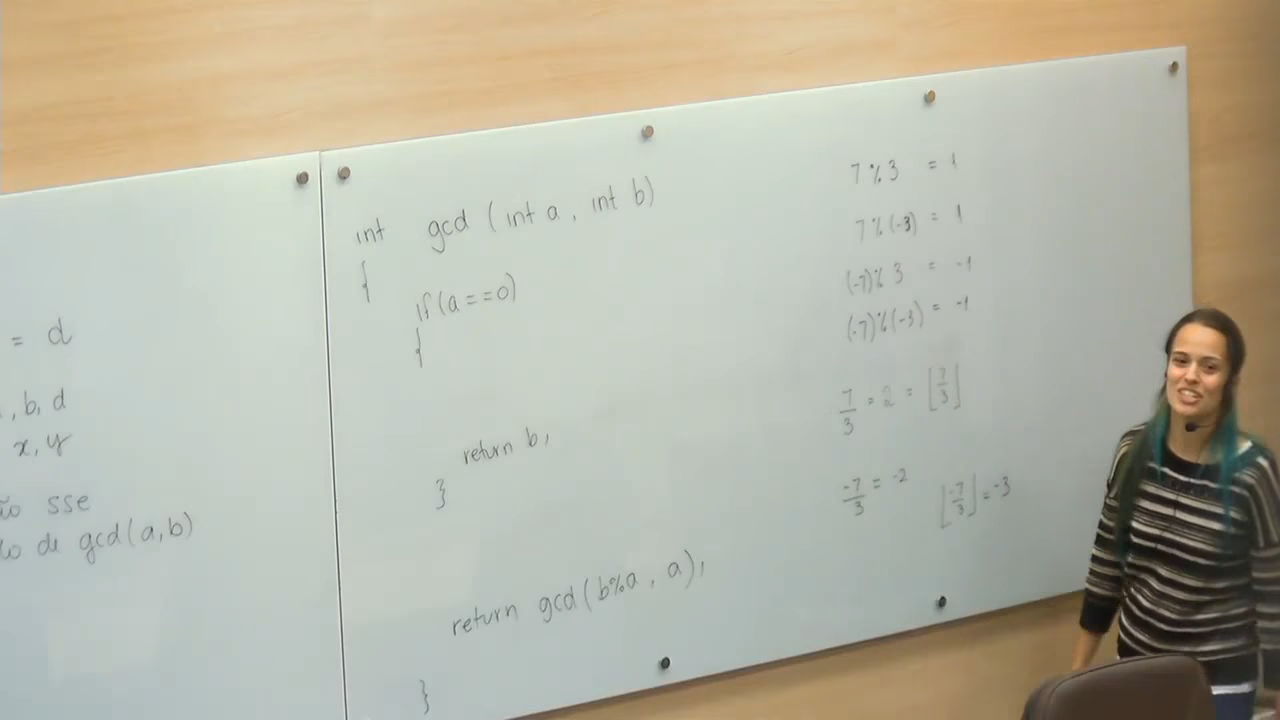 = d
, b, d
x, y
ão sse
de gcd(a,b)
int gcd (int a, int b)
{
if(a==0)
{
return b;
}
return gcd(b%a, a);
}
7%3 = 1
7%(-3) = 1
(-7)%3 = -1
(-7)%(-3) = -1
7/3 = 2 = ⌊7/3⌋
-7/3 = -2 ⌊-7/3⌋ = -3